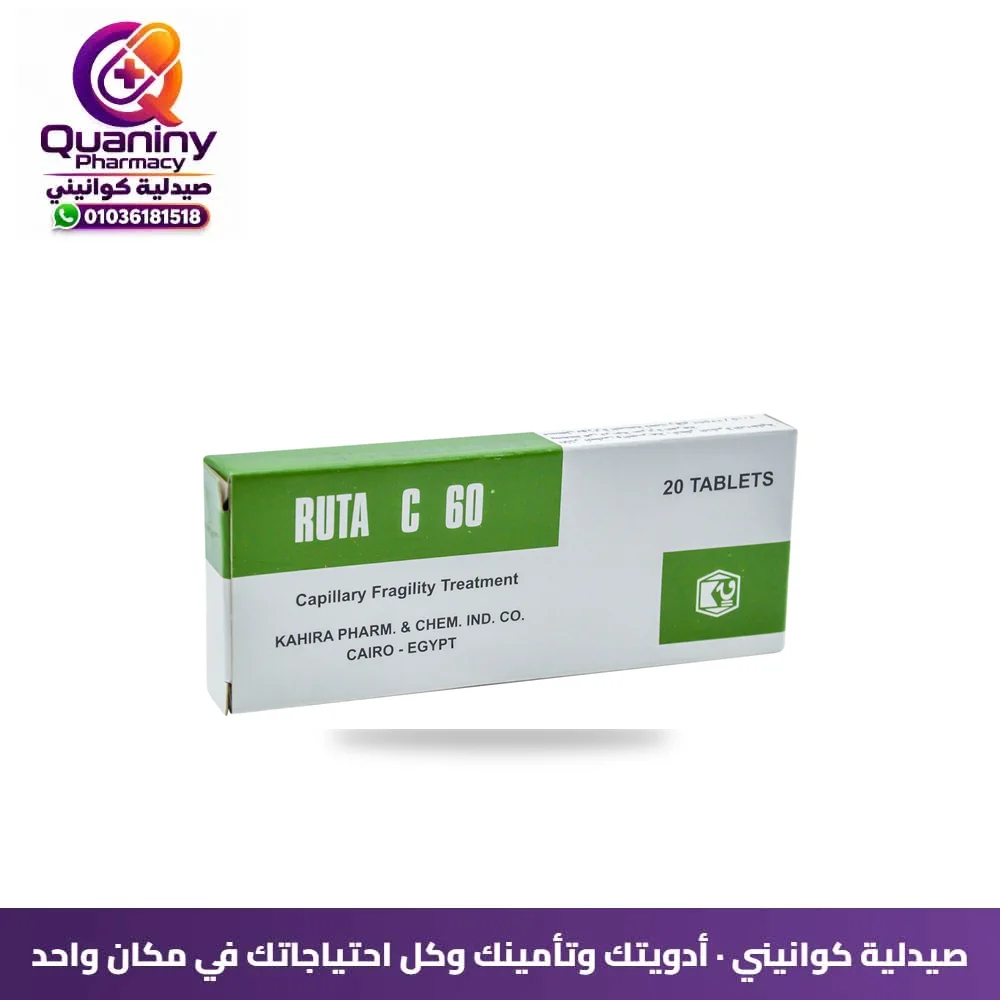 Quaniny
Pharmacy
صيدلية كوانيني
01036181518
RUTA C 60
20 TABLETS
Capillary Fragility Treatment
KAHIRA PHARM. & CHEM. IND. CO.
CAIRO - EGYPT
صيدلية كوانيني · أدويتك وتأمينك وكل احتياجاتك في مكان واحد